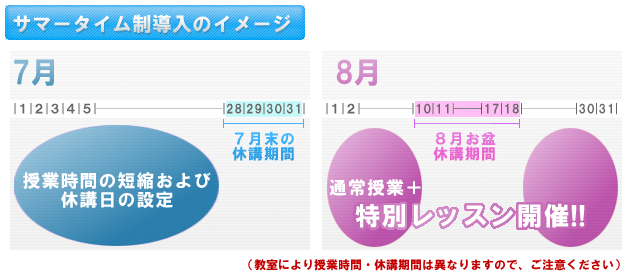 サマータイム制導入のイメージ
7月
|1|2|3|4|5|
28|29|30|31|
7月末の
休講期間
授業時間の短縮および
休講日の設定
8月
|1|2|
10|11|
17|18|
30|31|
8月お盆
休講期間
通常授業＋
特別レッスン開催!!
（教室により授業時間・休講期間は異なりますので、ご注意ください）